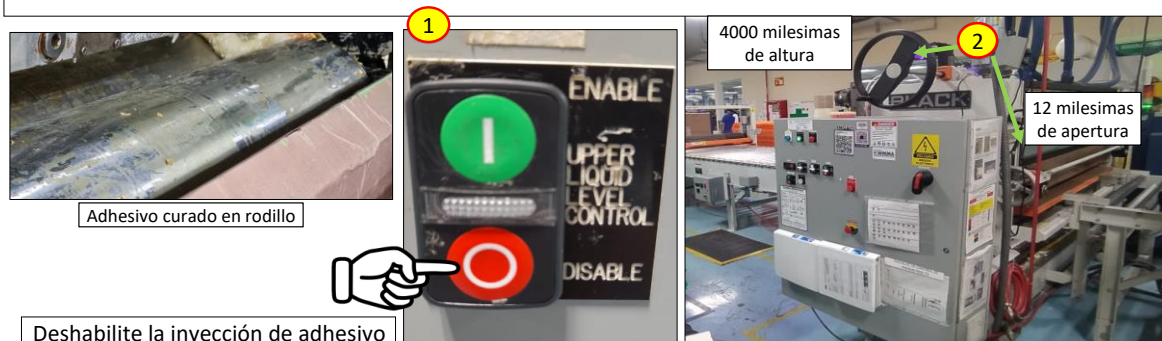 Adhesivo curado en rodillo
Deshabilite la inyección de adhesivo
1
ENABLE
UPPER
LIQUID
LEVEL
CONTROL
DISABLE
4000 milesimas
de altura
2
BLACK
12 milesimas
de apertura